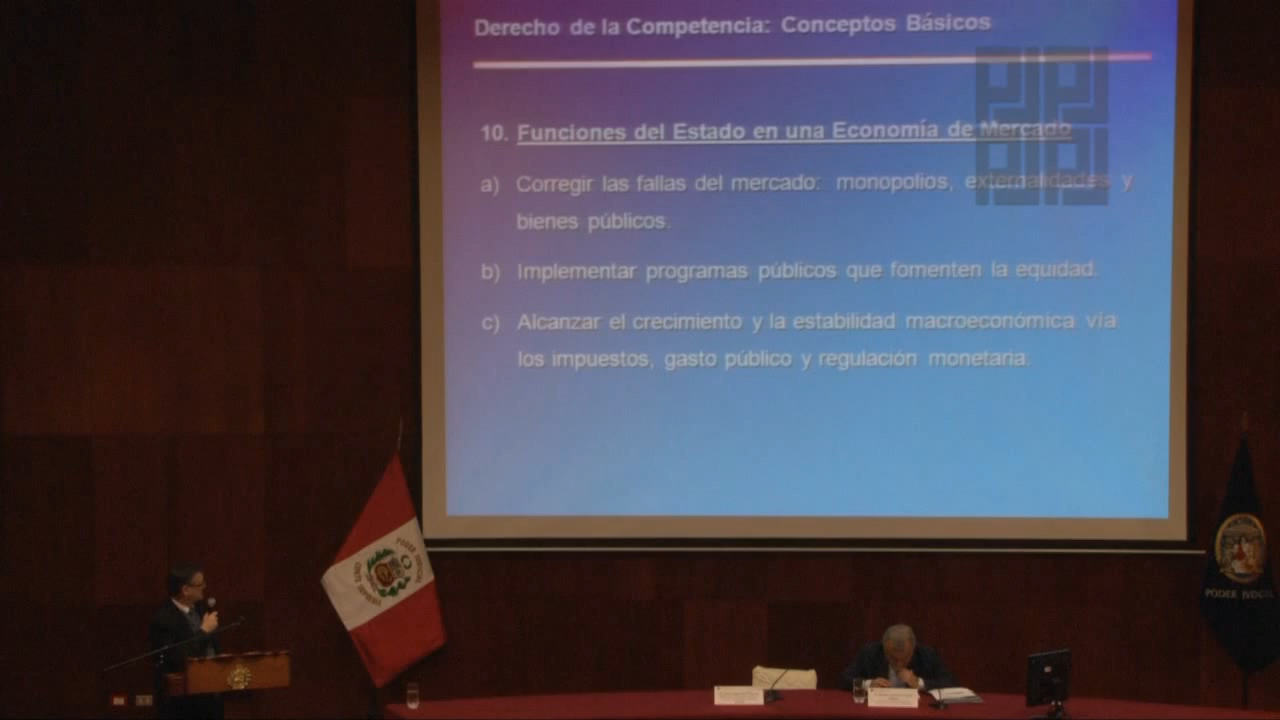 Derecho de la Competencia: Conceptos Básicos
10. Funciones del Estado en una Economía de Mercado
a) Corregir las fallas del mercado: monopolios, externalidades y
bienes públicos.
b) Implementar programas públicos que fomenten la equidad.
c) Alcanzar el crecimiento y la estabilidad macroeconómica vía
los impuestos, gasto público y regulación monetaria.
PODER JUDICIAL
PODER JVDICI